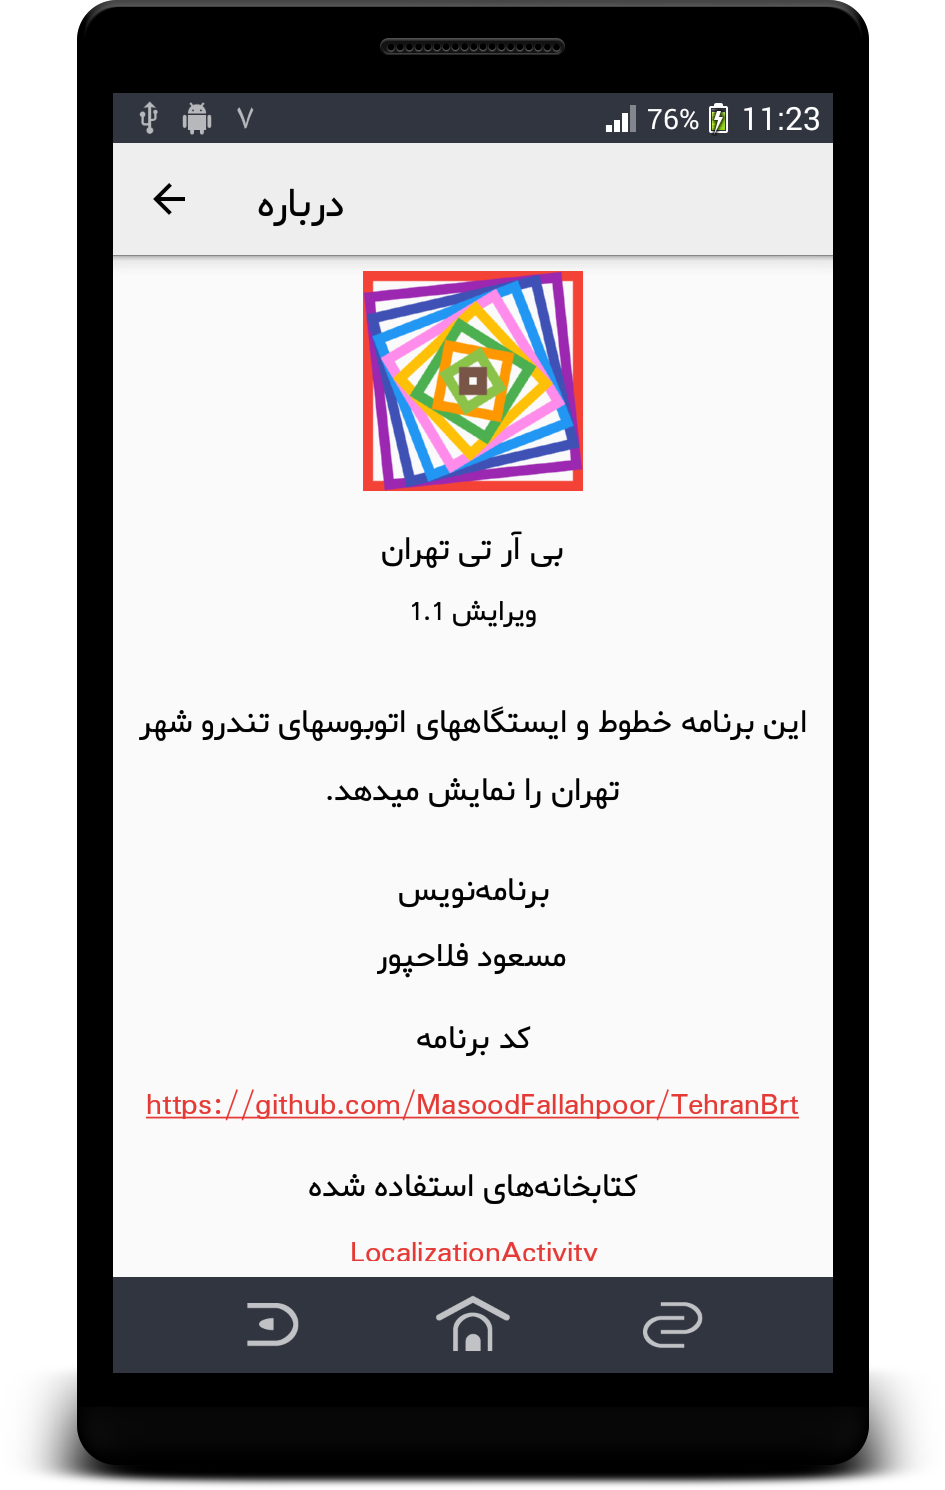 76% 11:23
درباره
بی آر تی تهران
ویرایش 1.1
این برنامه خطوط و ایستگاههای اتوبوسهای تندرو شهر
تهران را نمایش میدهد.
برنامه‌نویس
مسعود فلاحپور
کد برنامه
https://github.com/MasoodFallahpoor/TehranBrt
کتابخانه‌های استفاده شده
LocalizationActivity